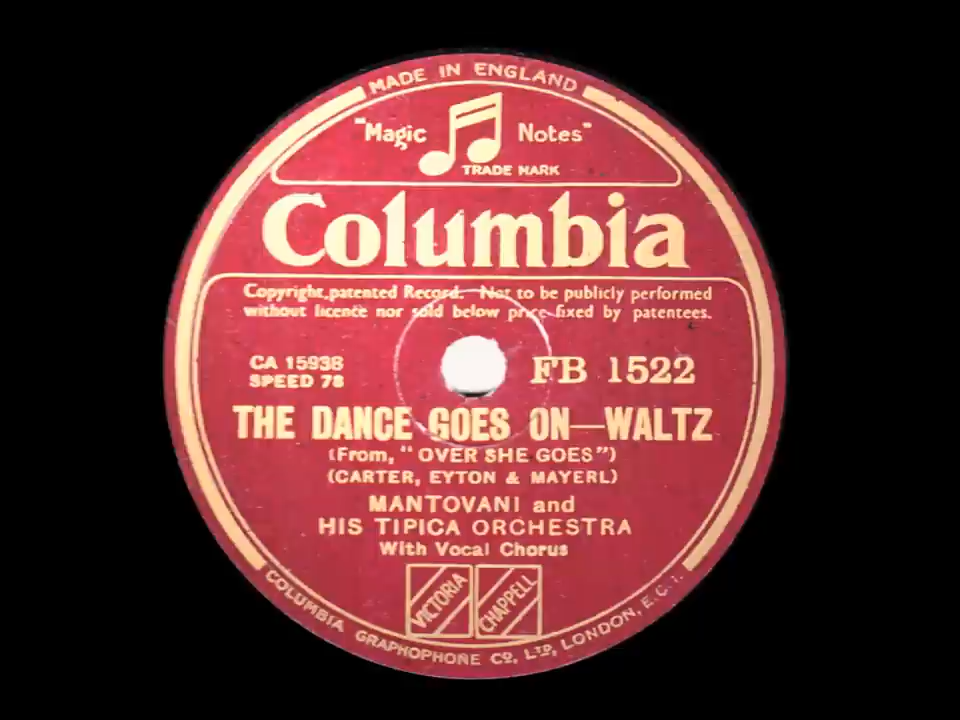 MADE IN ENGLAND
"Magic Notes"
TRADE MARK
Columbia
Copyright, patented Record. Not to be publicly performed
without licence nor sold below price fixed by patentees.
CA 15938
SPEED 78
FB 1522
THE DANCE GOES ON—WALTZ
(From, "OVER SHE GOES")
(CARTER, EYTON & MAYERL)
MANTOVANI and
HIS TIPICA ORCHESTRA
With Vocal Chorus
VICTORIA
CHAPPELL
COLUMBIA GRAPHOPHONE CO, LTD, LONDON, E.C.1.